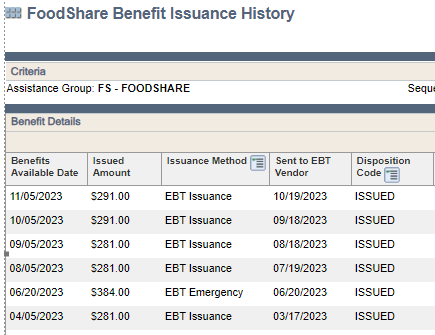 FoodShare Benefit Issuance History
Criteria
Assistance Group: FS - FOODSHARE Seque
Benefit Details
Benefits Available Date Issued Amount Issuance Method Sent to EBT Vendor Disposition Code
11/05/2023 $291.00 EBT Issuance 10/19/2023 ISSUED
10/05/2023 $291.00 EBT Issuance 09/18/2023 ISSUED
09/05/2023 $281.00 EBT Issuance 08/18/2023 ISSUED
08/05/2023 $281.00 EBT Issuance 07/19/2023 ISSUED
06/20/2023 $384.00 EBT Emergency 06/20/2023 ISSUED
04/05/2023 $281.00 EBT Issuance 03/17/2023 ISSUED